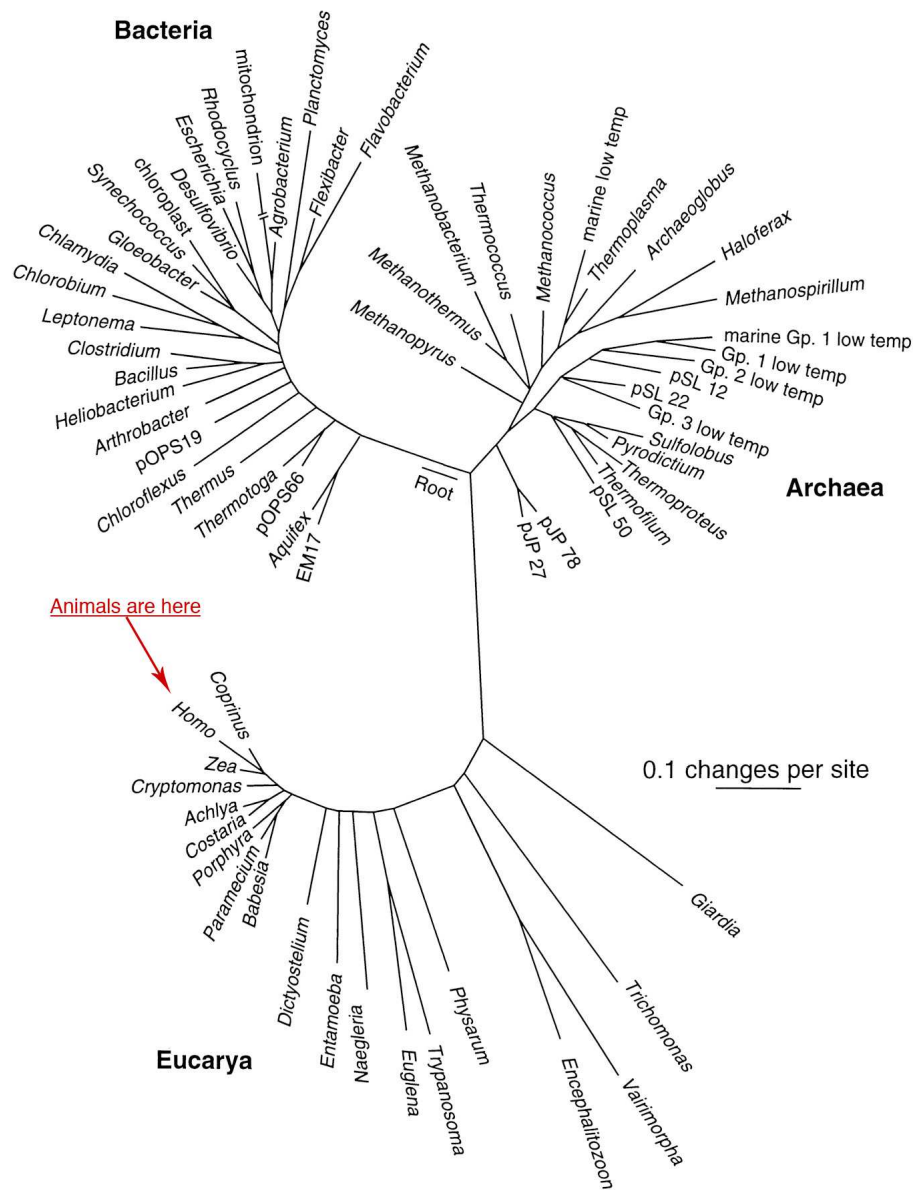 Bacteria
Planctomyces
mitochondrion
Flavobacterium
Rhodocyclus
Escherichia
Agrobacterium
Flexibacter
Desulfovibrio
chloroplast
Synechococcus
Gloeobacter
Chlamydia
Chlorobium
Leptonema
Clostridium
Bacillus
Heliobacterium
Arthrobacter
pOPS19
Chloroflexus
Thermus
Thermotoga
pOPS66
Aquifex
EM17
Root
Methanopyrus
Methanothermus
Methanobacterium
Thermococcus
Methanococcus
marine low temp
Thermoplasma
Archaeoglobus
Haloferax
Methanospirillum
marine Gp. 1 low temp
Gp. 1 low temp
Gp. 2 low temp
pSL 12
pSL 22
Gp. 3 low temp
Sulfolobus
Pyrodictium
Thermoproteus
Thermofilum
pSL 50
pJP 78
pJP 27
Archaea
Animals are here
Coprinus
Homo
Zea
Cryptomonas
Achlya
Costaria
Porphyra
Paramecium
Babesia
Dictyostelium
Entamoeba
Naegleria
Euglena
Trypanosoma
Physarum
Encephalitozoon
Vairimorpha
Trichomonas
Giardia
0.1 changes per site
Eucarya